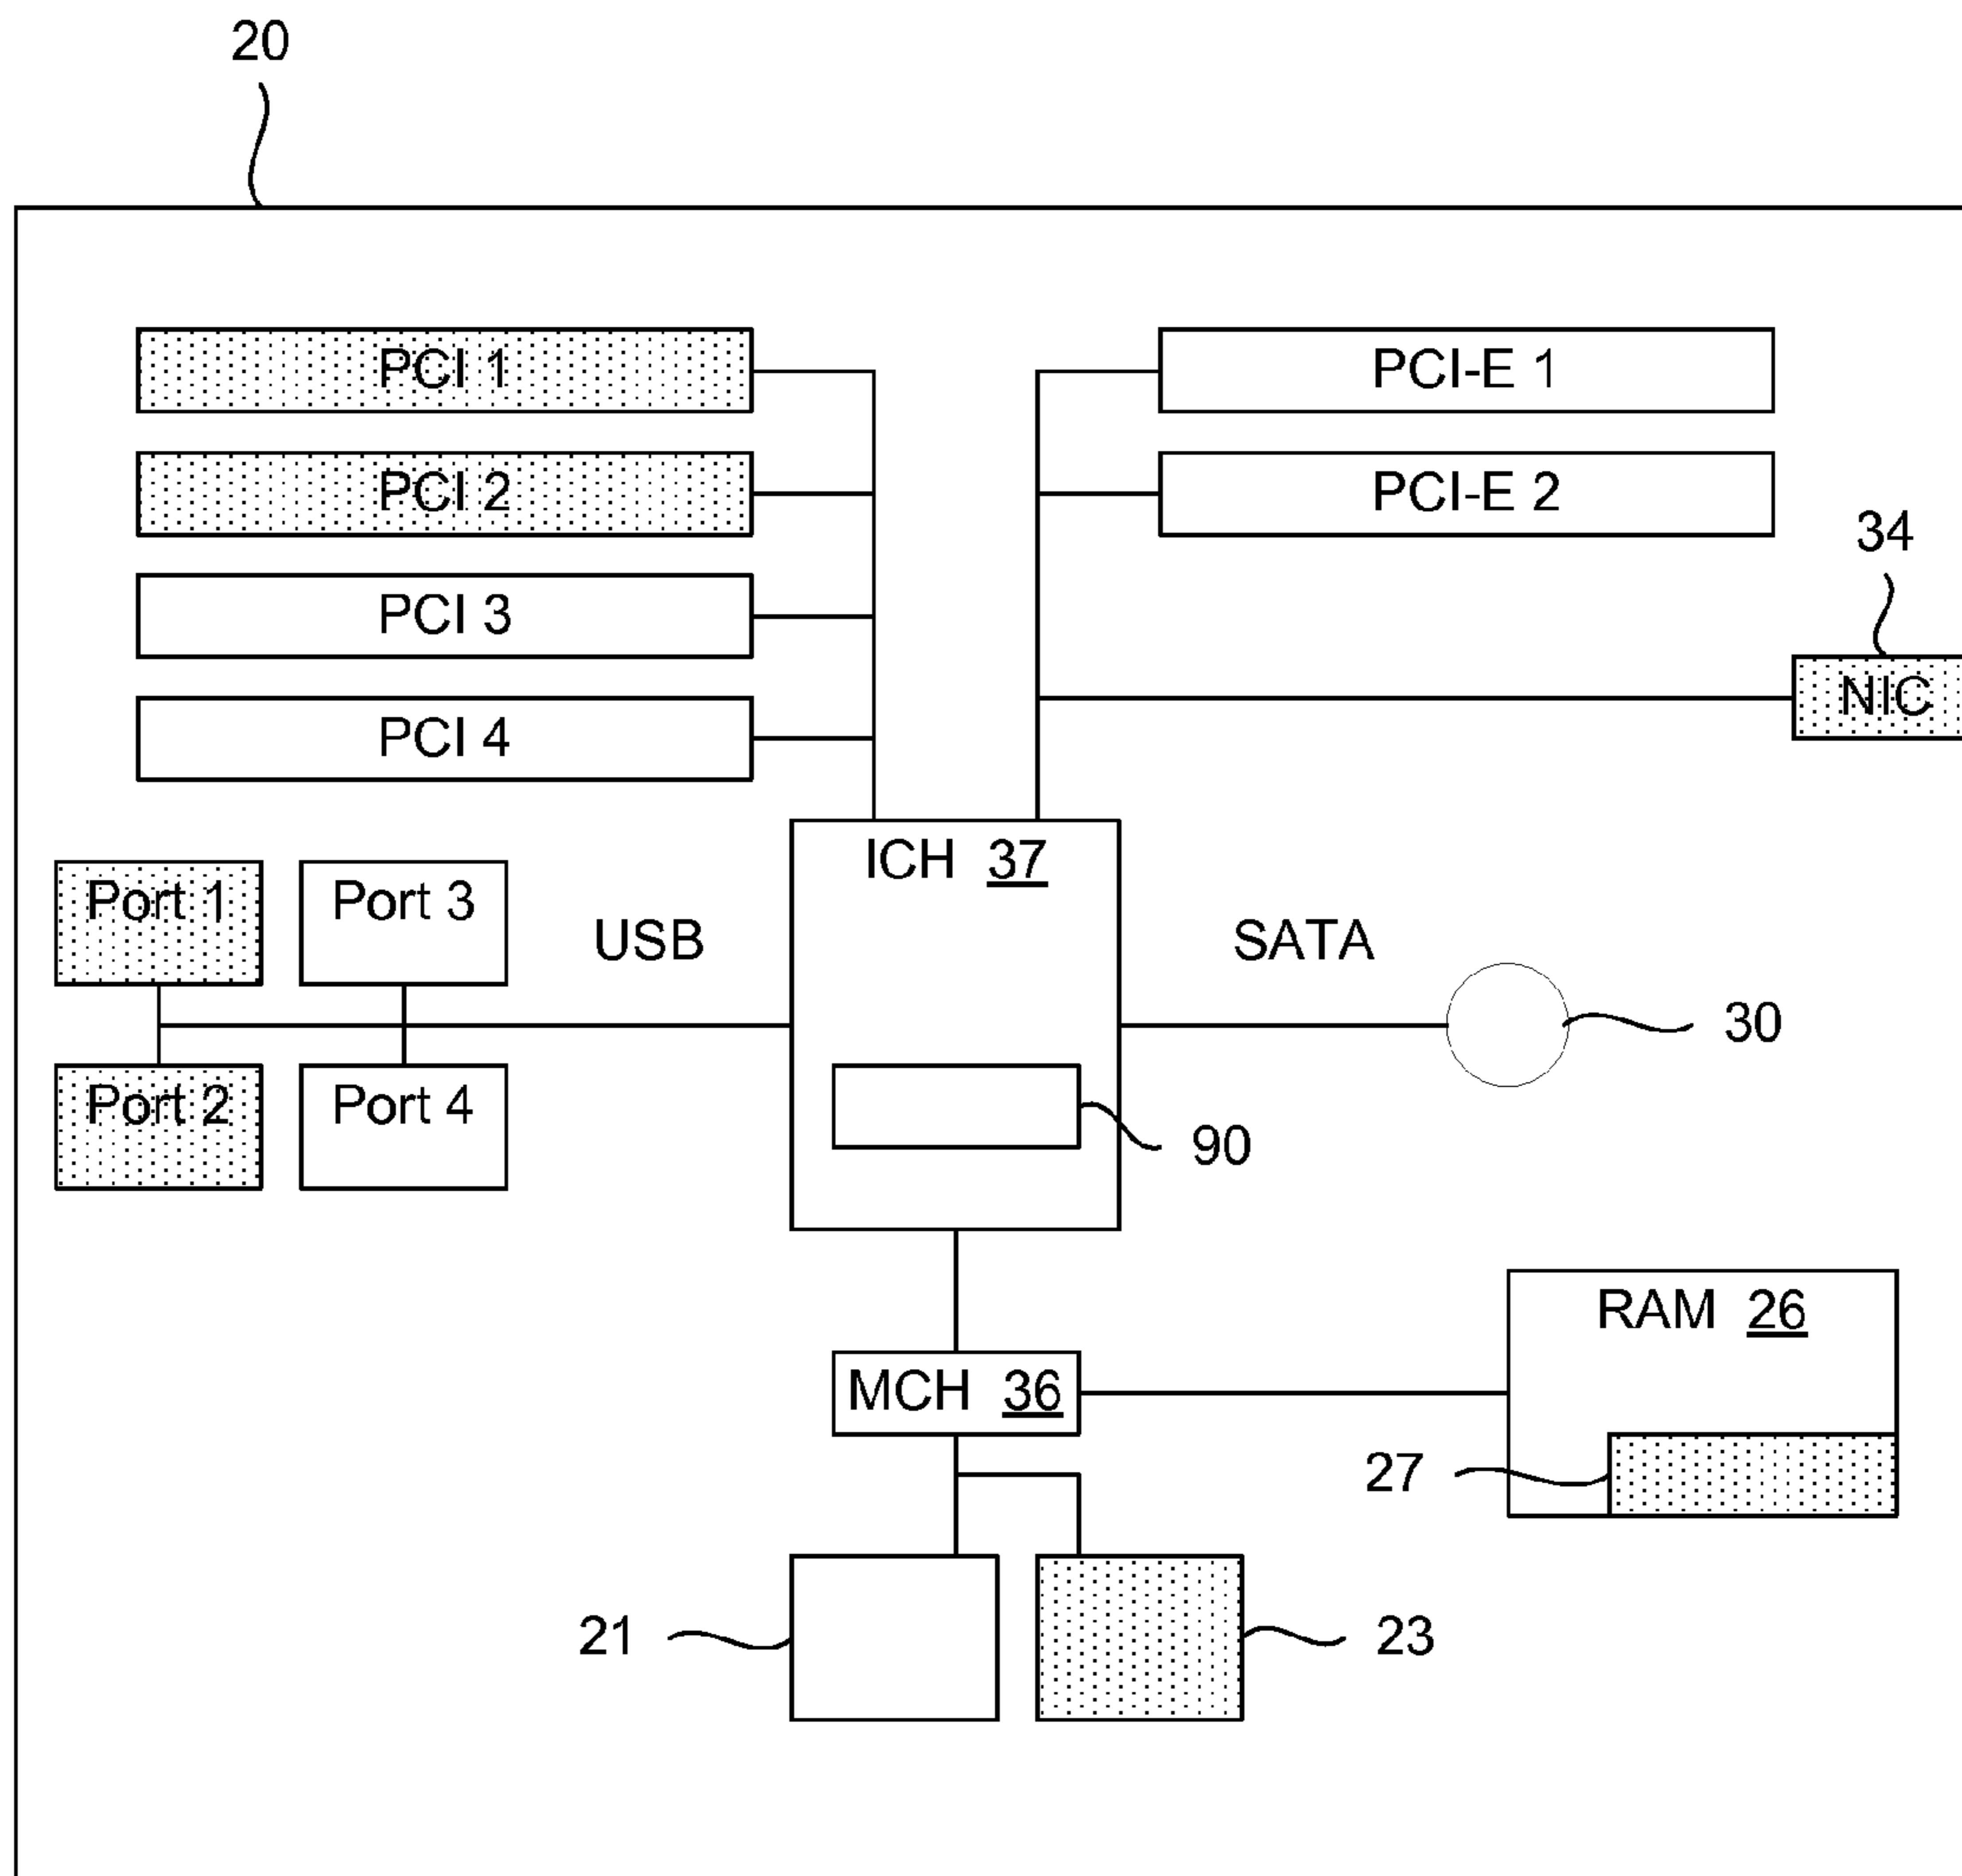 20
PCI 1
PCI-E 1
PCI 2
PCI-E 2
34
PCI 3
NIC
PCI 4
ICH 37
Port 1
Port 3
USB
SATA
30
Port 2
Port 4
90
RAM 26
MCH 36
27
21
23